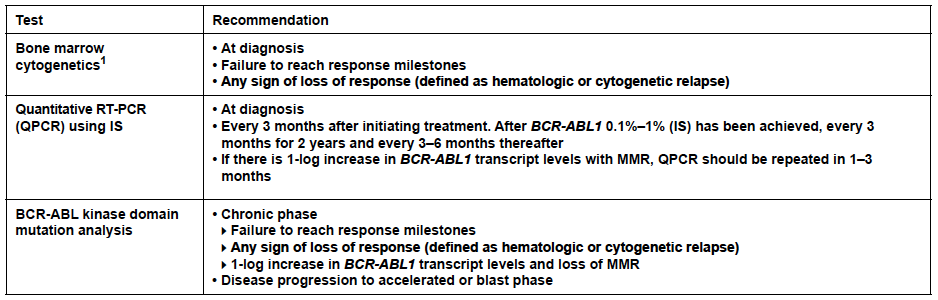 Test Recommendation
Bone marrow
cytogenetics1
• At diagnosis
• Failure to reach response milestones
• Any sign of loss of response (defined as hematologic or cytogenetic relapse)
Quantitative RT-PCR
(QPCR) using IS
• At diagnosis
• Every 3 months after initiating treatment. After BCR-ABL1 0.1%–1% (IS) has been achieved, every 3
months for 2 years and every 3–6 months thereafter
• If there is 1-log increase in BCR-ABL1 transcript levels with MMR, QPCR should be repeated in 1–3
months
BCR-ABL kinase domain
mutation analysis
• Chronic phase
▸ Failure to reach response milestones
▸ Any sign of loss of response (defined as hematologic or cytogenetic relapse)
▸ 1-log increase in BCR-ABL1 transcript levels and loss of MMR
• Disease progression to accelerated or blast phase